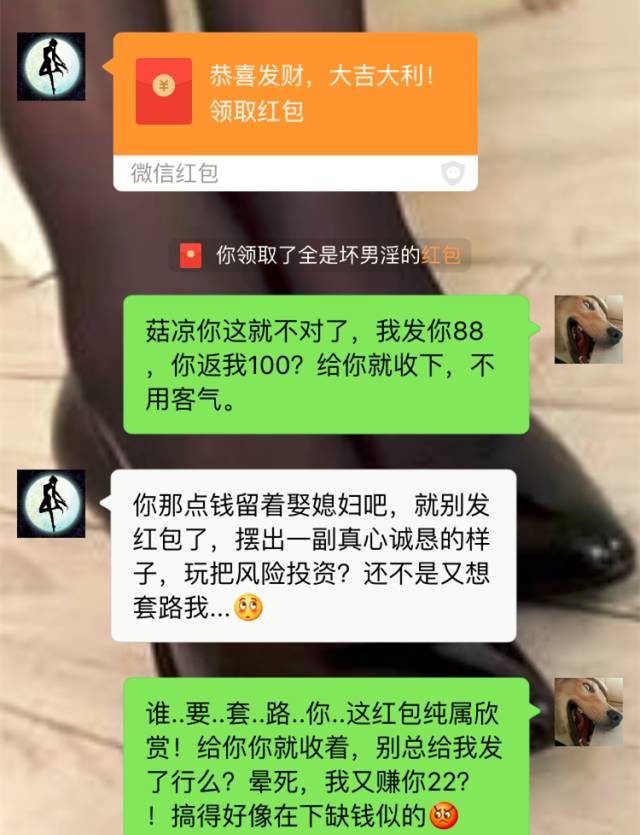 恭喜发财，大吉大利！
领取红包
微信红包
你领取了全是坏男淫的红包
菇凉你这就不对了，我发你88
，你返我100？给你就收下，不
用客气。
你那点钱留着娶媳妇吧，就别发
红包了，摆出一副真心诚恳的样
子，玩把风险投资？还不是又想
套路我...
谁..要..套..路..你..这红包纯属欣
赏！给你你就收着，别总给我发
了行么？晕死，我又赚你22？
！搞得好像在下缺钱似的